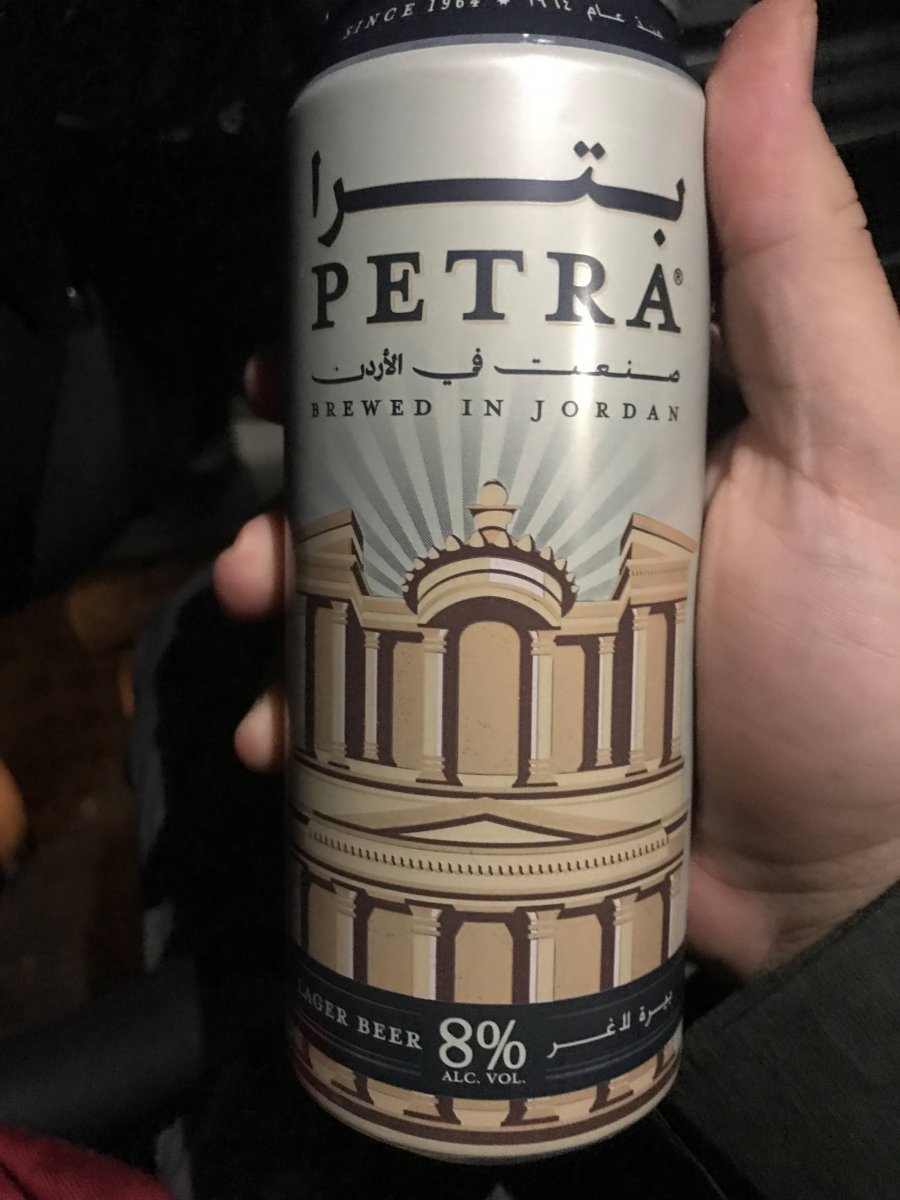 SINCE 1964 ★ منذ عام ١٩٦٤
بتـرا
PETRA®
صنعت في الأردن
BREWED IN JORDAN
LAGER BEER 8% بيرة لاغر
ALC. VOL.